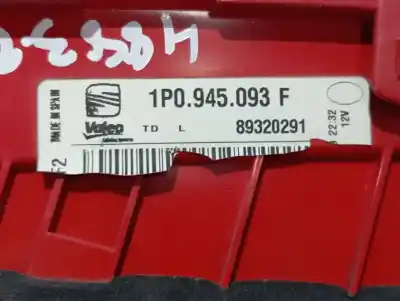 1P0.945.093 F
MADE IN SPAIN
Valeo
TD L 89320291
22:32
12V
F2